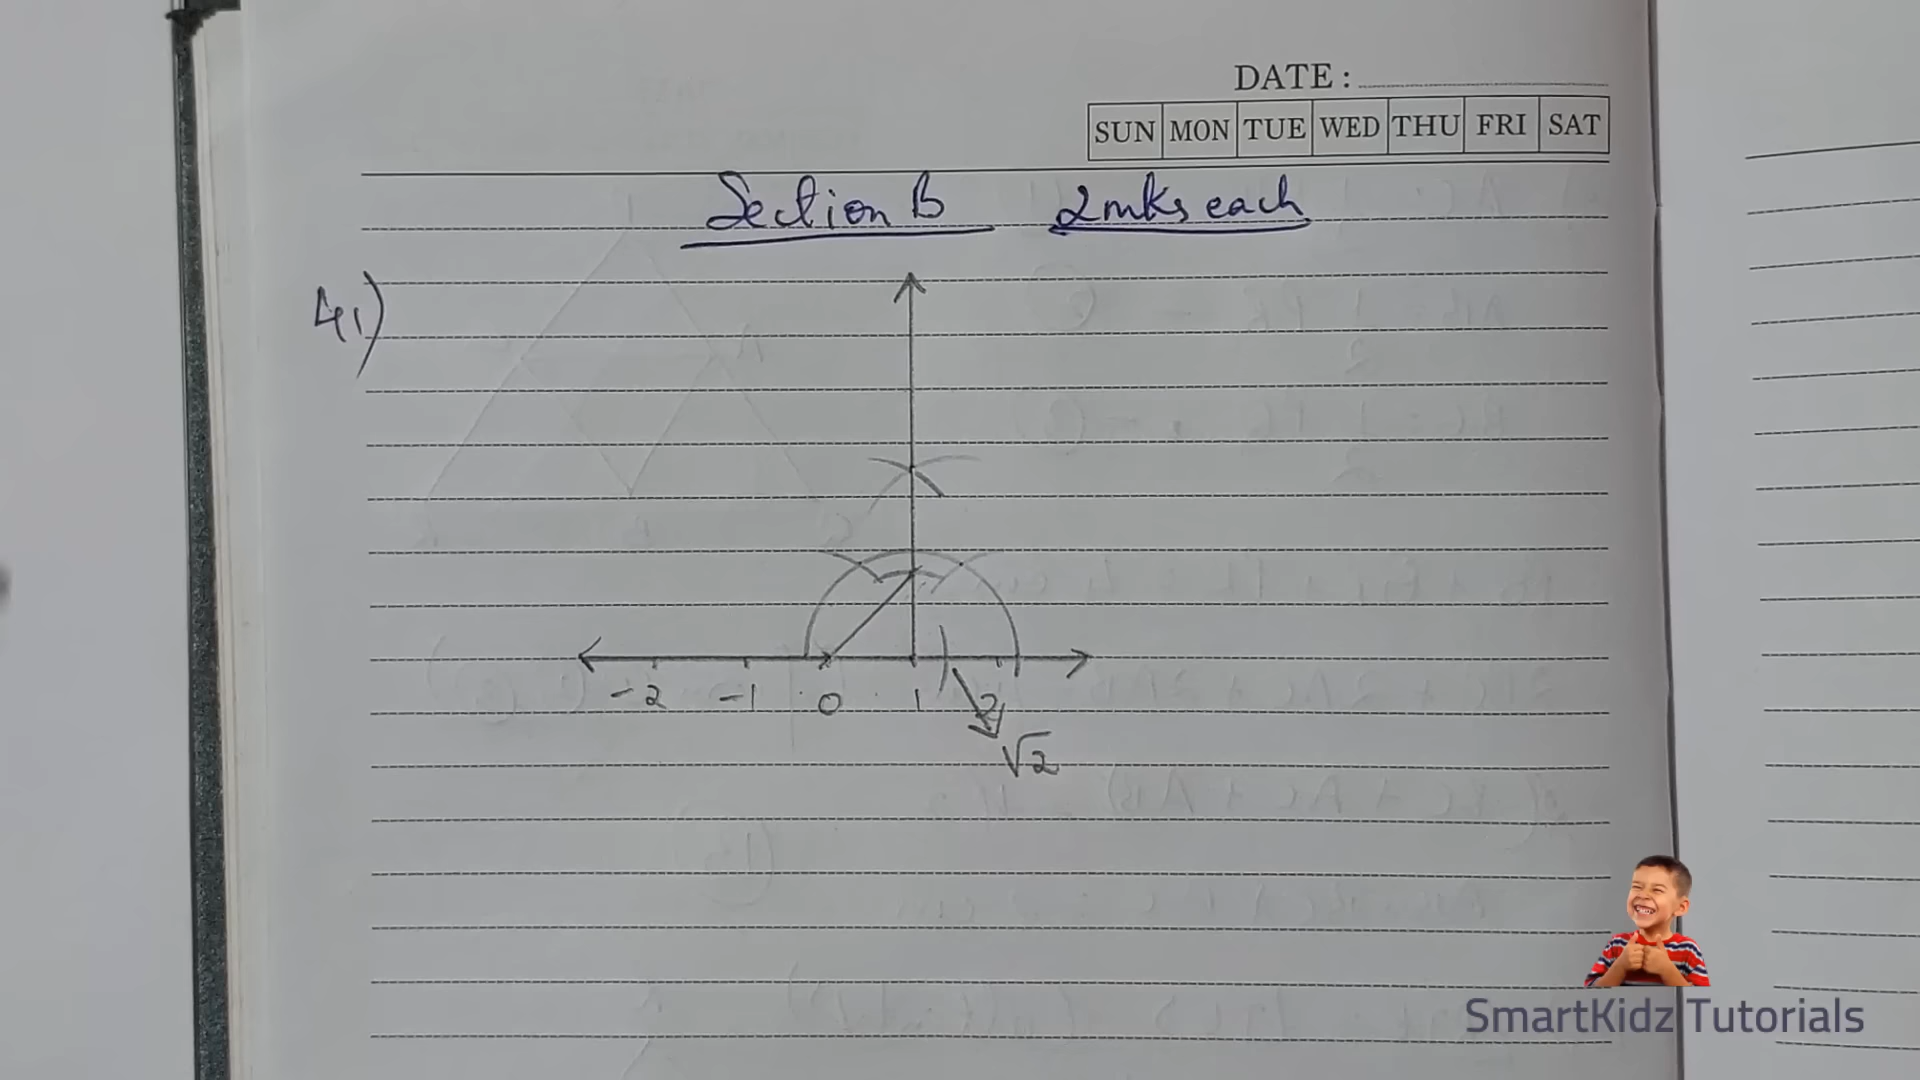 DATE :
SUN MON TUE WED THU FRI SAT
Section B 2mks each
41)
-2 -1 0 1 2
√2
SmartKidz Tutorials